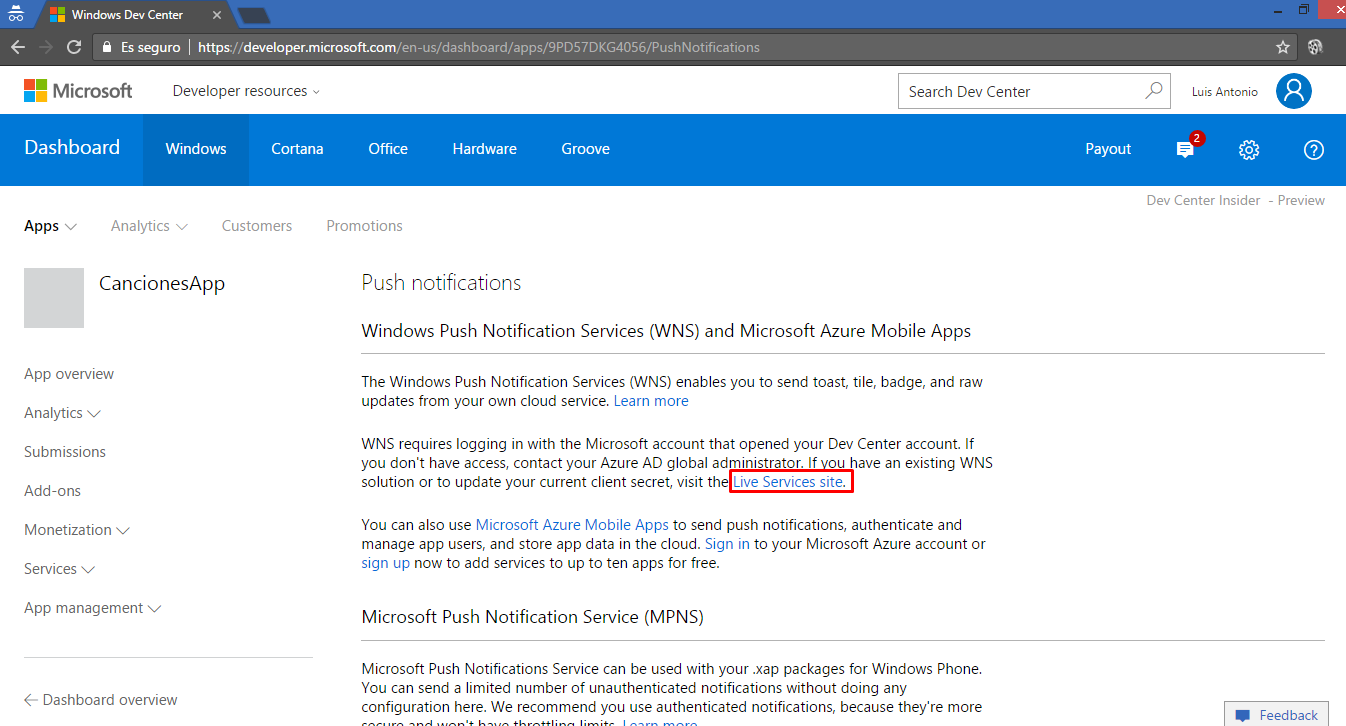 Windows Dev Center
Es seguro
https://developer.microsoft.com/en-us/dashboard/apps/9PD57DKG4056/PushNotifications
Microsoft
Developer resources
Search Dev Center
Luis Antonio
Dashboard
Windows
Cortana
Office
Hardware
Groove
Payout
2
?
Dev Center Insider - Preview
Apps
Analytics
Customers
Promotions
CancionesApp
App overview
Analytics
Submissions
Add-ons
Monetization
Services
App management
Dashboard overview
Push notifications
Windows Push Notification Services (WNS) and Microsoft Azure Mobile Apps
The Windows Push Notification Services (WNS) enables you to send toast, tile, badge, and raw
updates from your own cloud service. Learn more
WNS requires logging in with the Microsoft account that opened your Dev Center account. If
you don't have access, contact your Azure AD global administrator. If you have an existing WNS
solution or to update your current client secret, visit the Live Services site.
You can also use Microsoft Azure Mobile Apps to send push notifications, authenticate and
manage app users, and store app data in the cloud. Sign in to your Microsoft Azure account or
sign up now to add services to up to ten apps for free.
Microsoft Push Notification Service (MPNS)
Microsoft Push Notifications Service can be used with your .xap packages for Windows Phone.
You can send a limited number of unauthenticated notifications without doing any
configuration here. We recommend you use authenticated notifications, because they're more
secure and won't have throttling limits. Learn more
Feedback